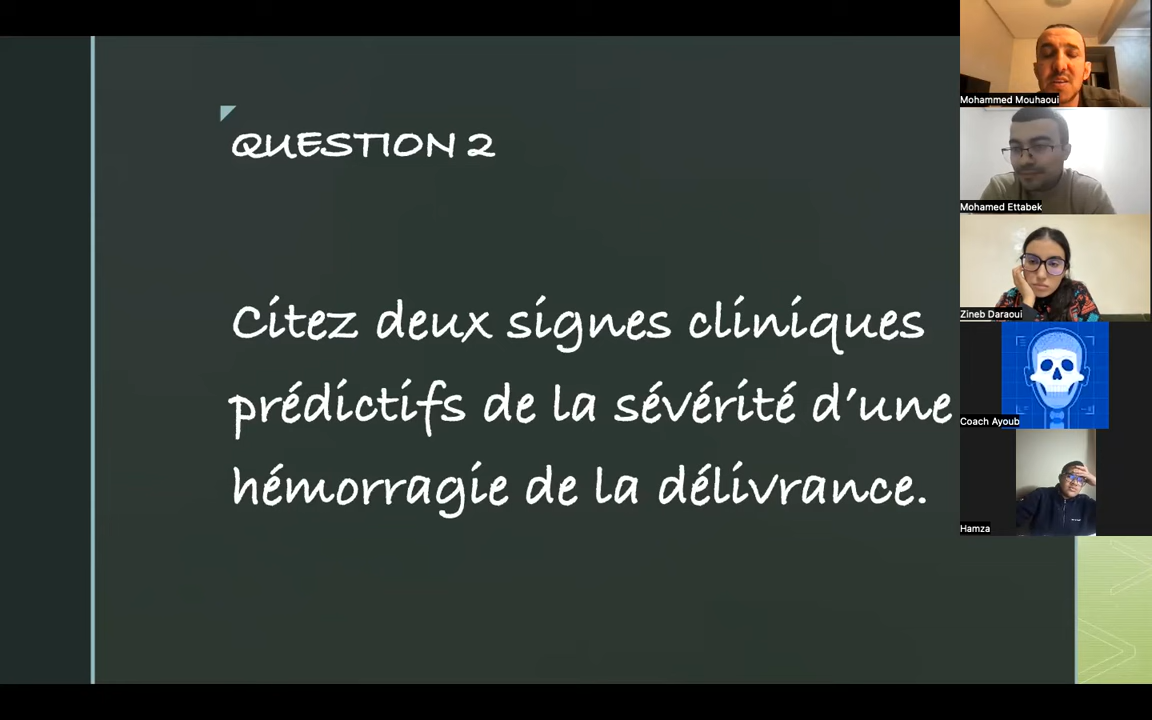 QUESTION 2
Citez deux signes cliniques
prédictifs de la sévérité d'une
hémorragie de la délivrance.
Mohammed Mouhaoui
Mohamed Ettabek
Zineb Daraoui
Coach Ayoub
Hamza